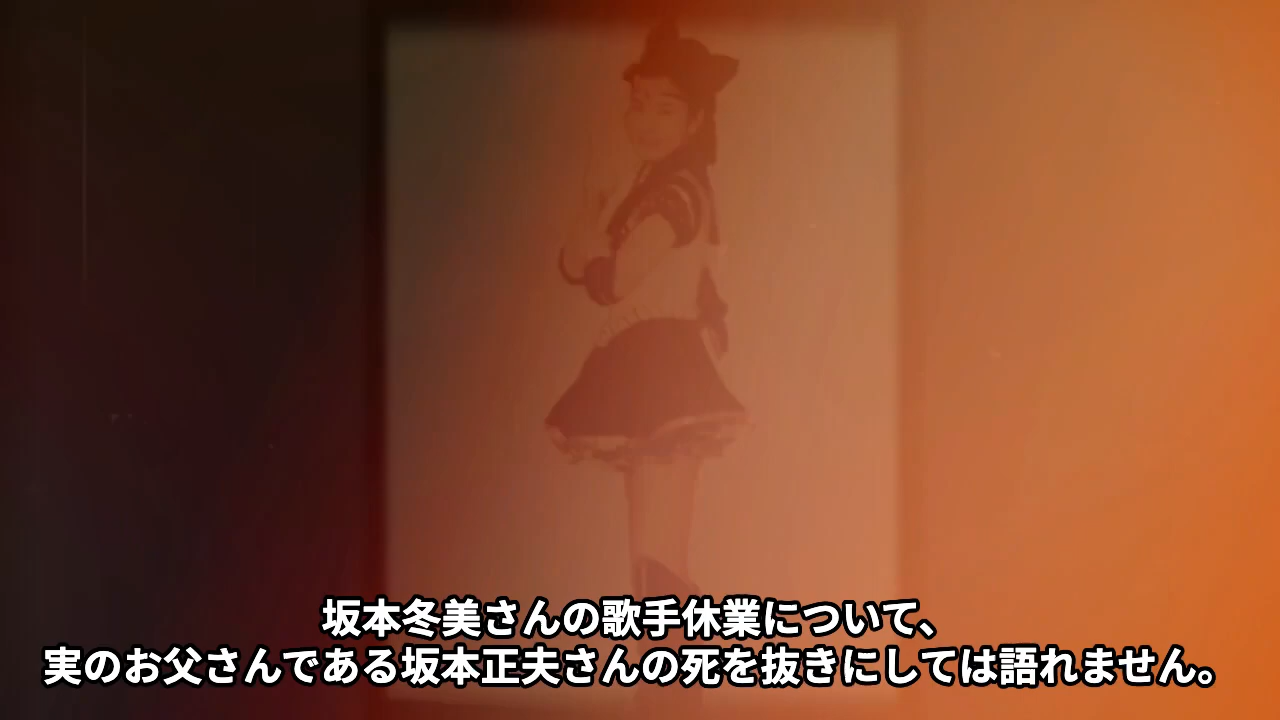 坂本冬美さんの歌手休業について、
実のお父さんである坂本正夫さんの死を抜きにしては語れません。